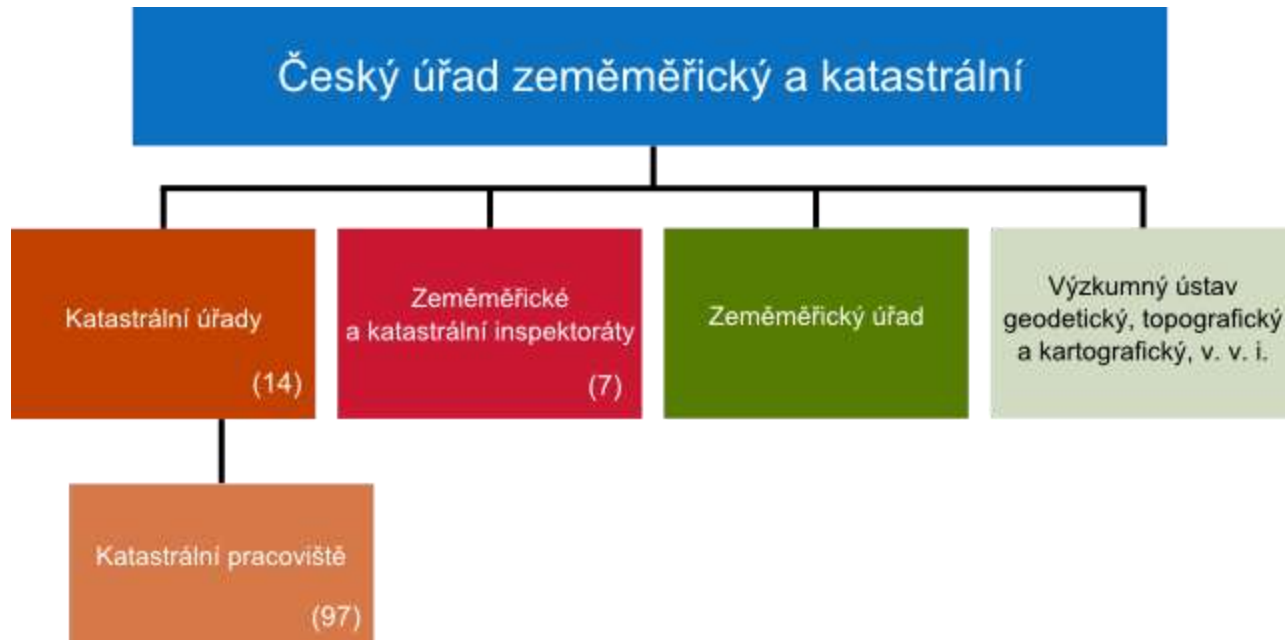 Český úřad zeměměřický a katastrální
Katastrální úřady
(14)
Zeměměřické
a katastrální inspektoráty
(7)
Zeměměřický úřad
Výzkumný ústav
geodetický, topografický
a kartografický, v. v. i.
Katastrální pracoviště
(97)